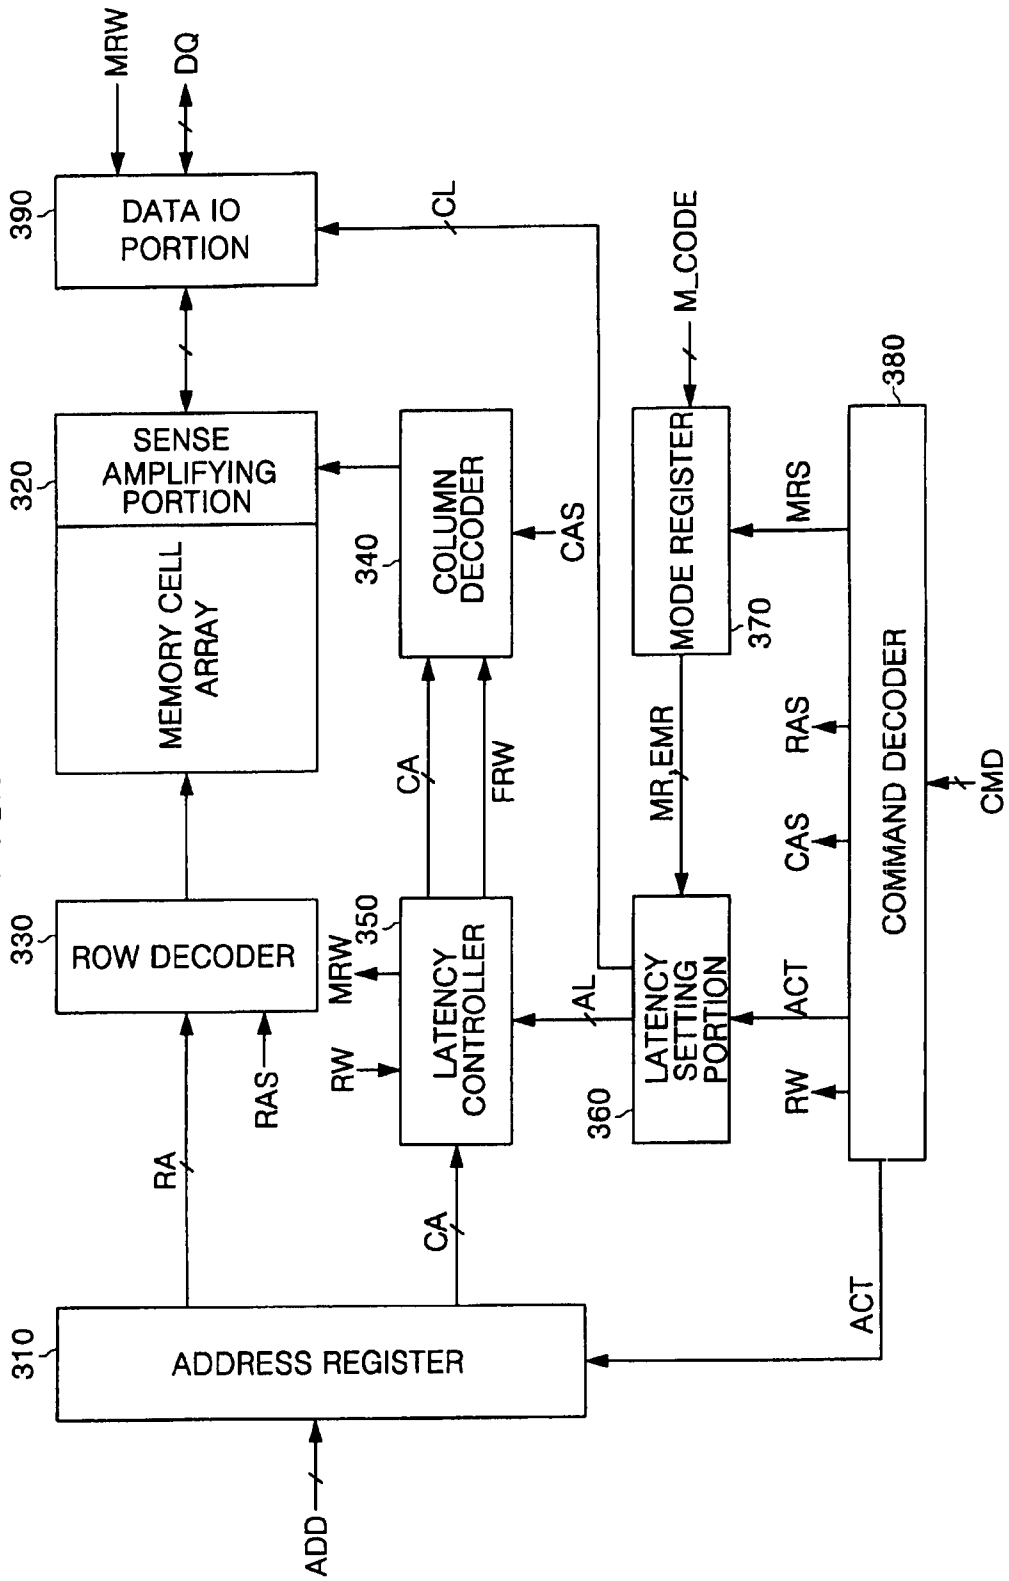 MRW
DQ
390
DATA IO
PORTION
CL
320
SENSE
AMPLIFYING
PORTION
MEMORY CELL
ARRAY
340
COLUMN
DECODER
CAS
M_CODE
MODE REGISTER
370
MRS
380
330
ROW DECODER
RAS
RA
CA
FRW
350
LATENCY
CONTROLLER
MRW
RW
AL
MR,EMR
LATENCY
SETTING
PORTION
360
RAS
CAS
ACT
RW
COMMAND DECODER
CMD
CA
310
ADDRESS REGISTER
ADD
ACT